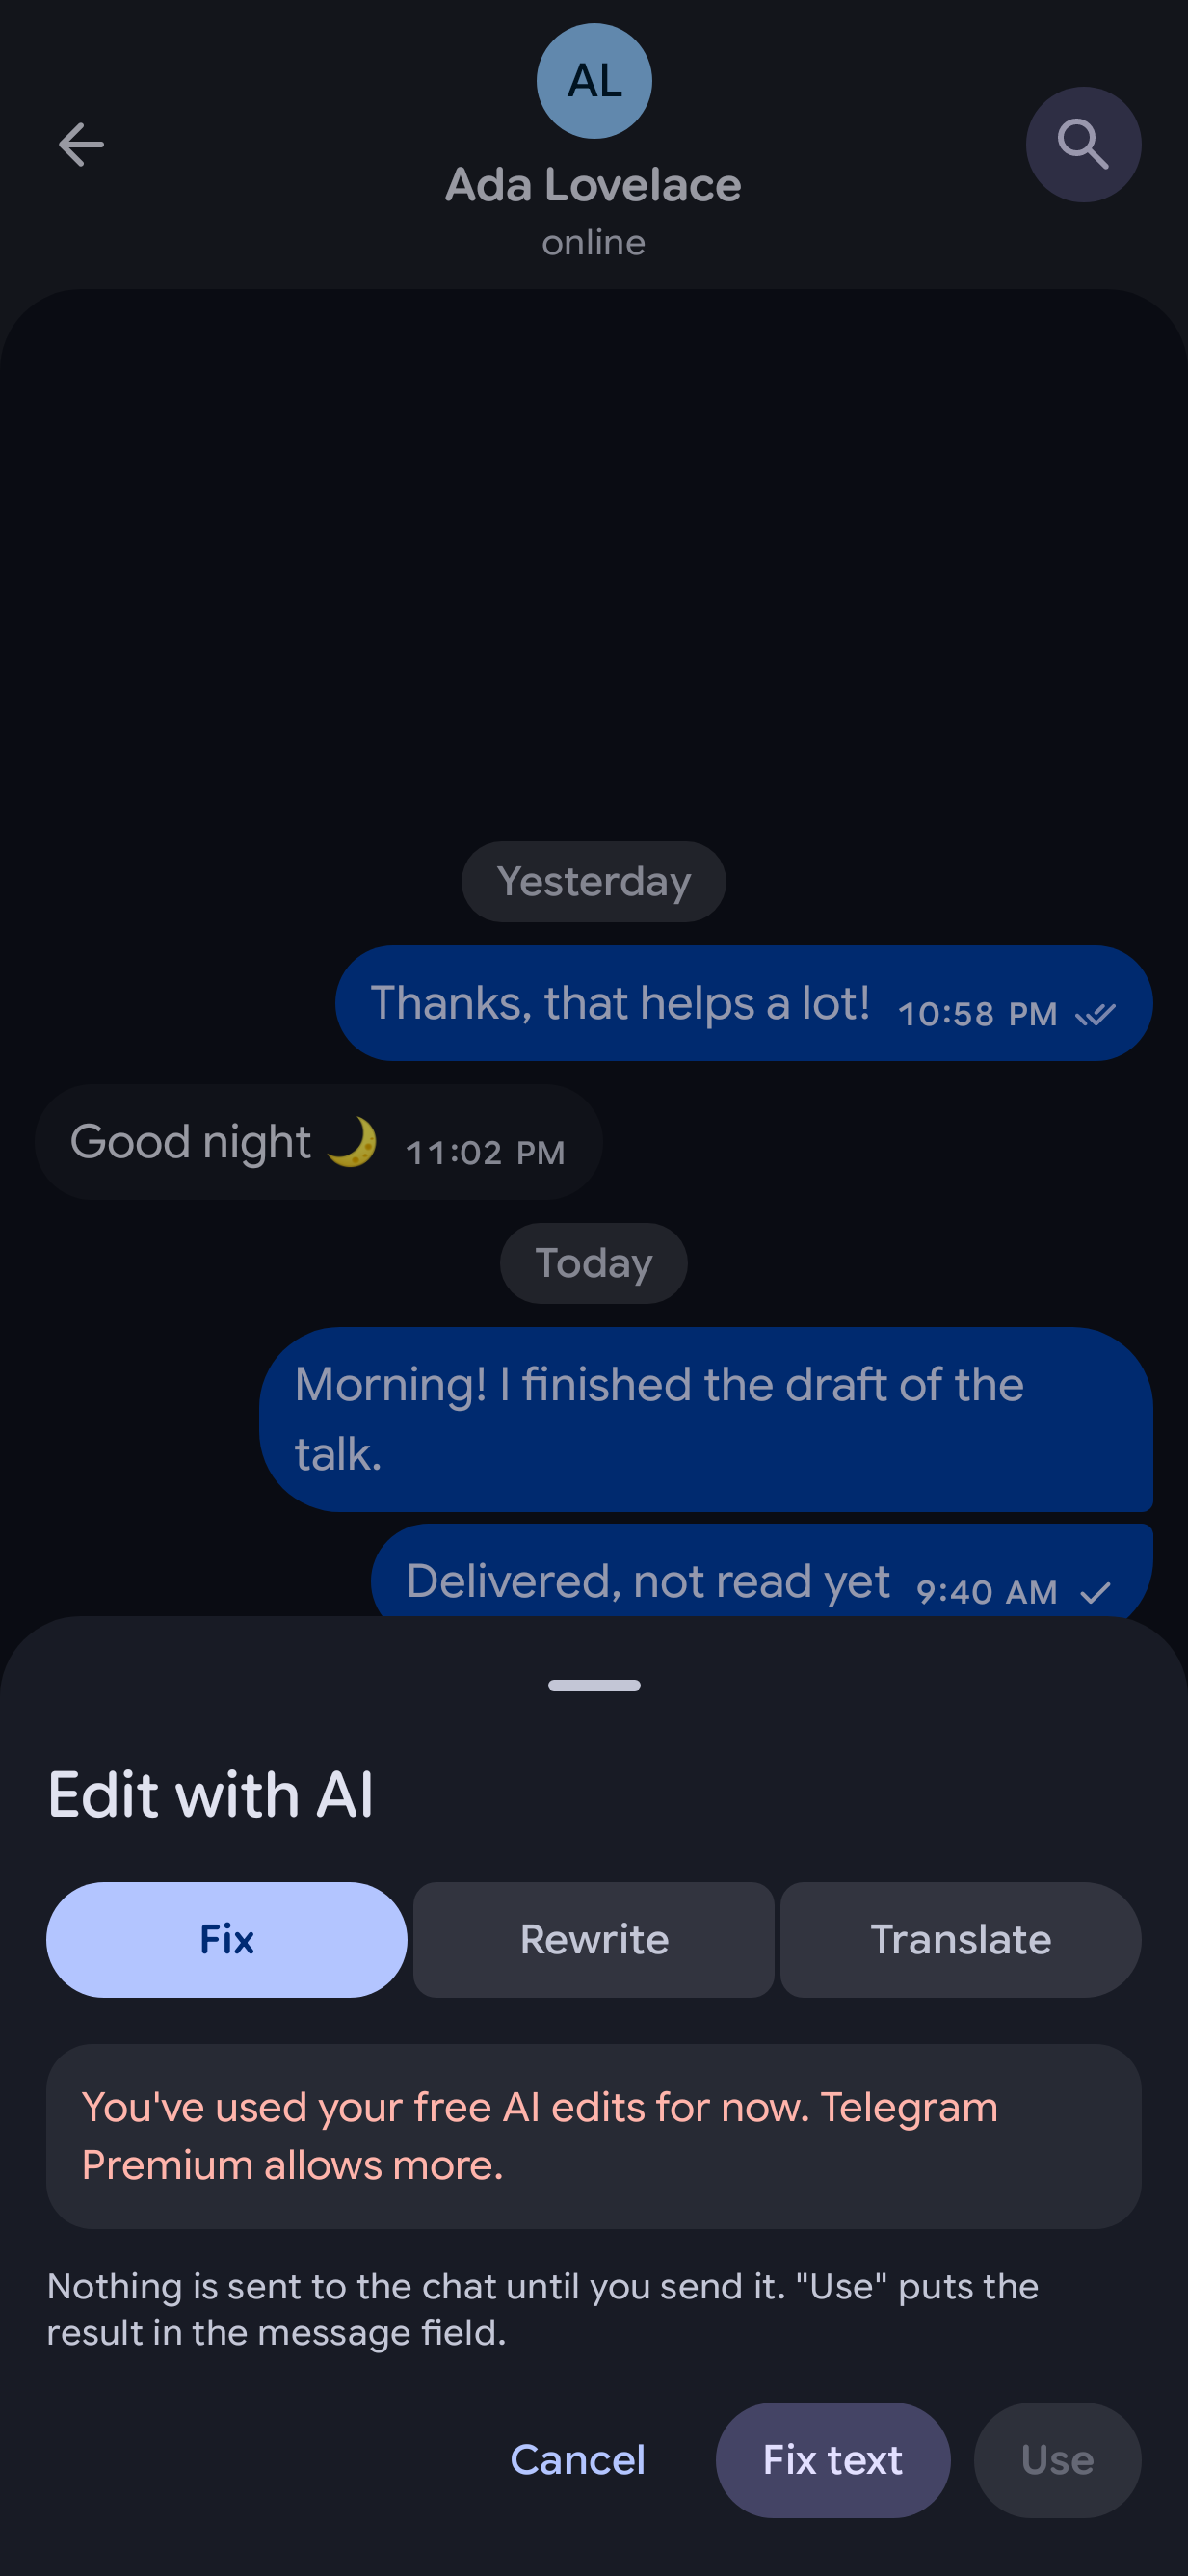 AL
Ada Lovelace
online
Yesterday
Thanks, that helps a lot! 10:58 PM
Good night 🌙 11:02 PM
Today
Morning! I finished the draft of the
talk.
Delivered, not read yet 9:40 AM
Edit with AI
Fix Rewrite Translate
You've used your free AI edits for now. Telegram
Premium allows more.
Nothing is sent to the chat until you send it. "Use" puts the
result in the message field.
Cancel Fix text Use